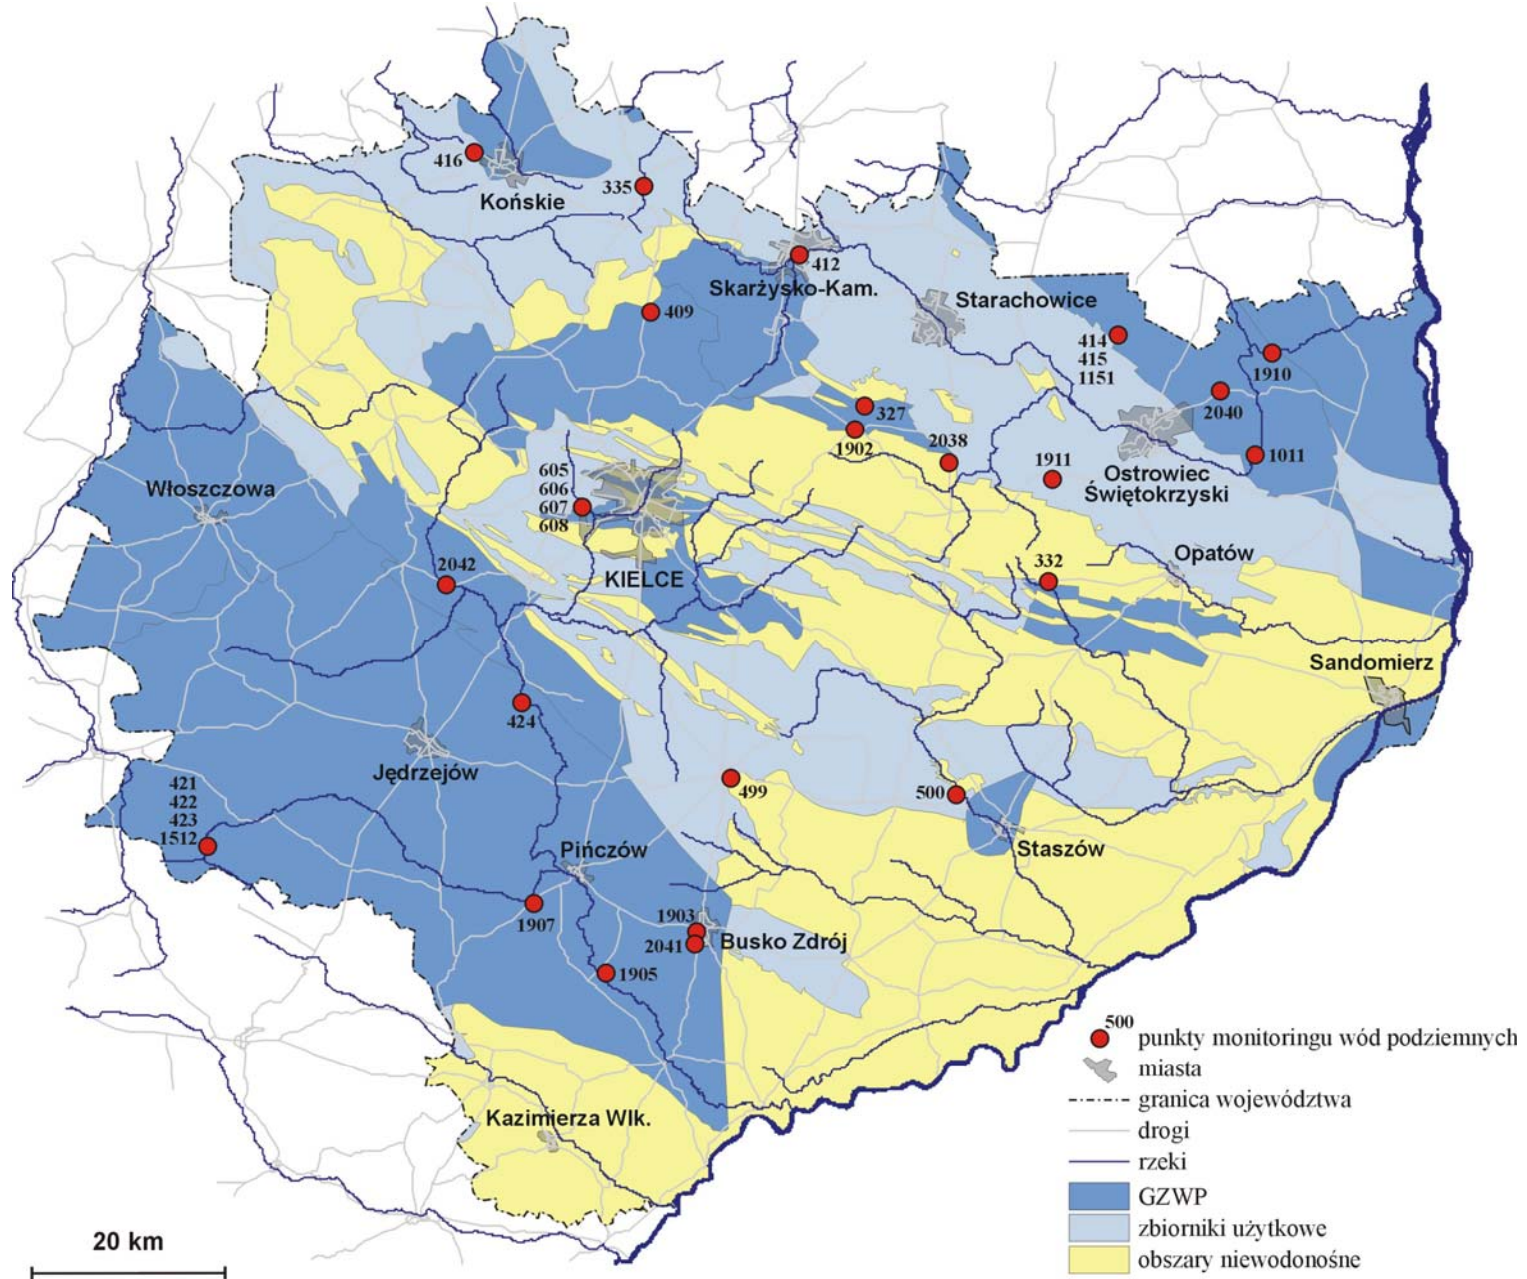 416
Końskie
335
412
Skarżysko-Kam.
409
Starachowice
414
415
1151
1910
2040
327
1902
2038
1011
1911
Ostrowiec
Świętokrzyski
Włoszczowa
605
606
607
608
KIELCE
2042
332
Opatów
Sandomierz
424
Jędrzejów
421
422
423
1512
499
500
Staszów
Pińczów
1907
1903
2041
Busko Zdrój
1905
Kazimierza Wlk.
500
punkty monitoringu wód podziemnych
miasta
granica województwa
drogi
rzeki
GZWP
zbiorniki użytkowe
obszary niewodonośne
20 km